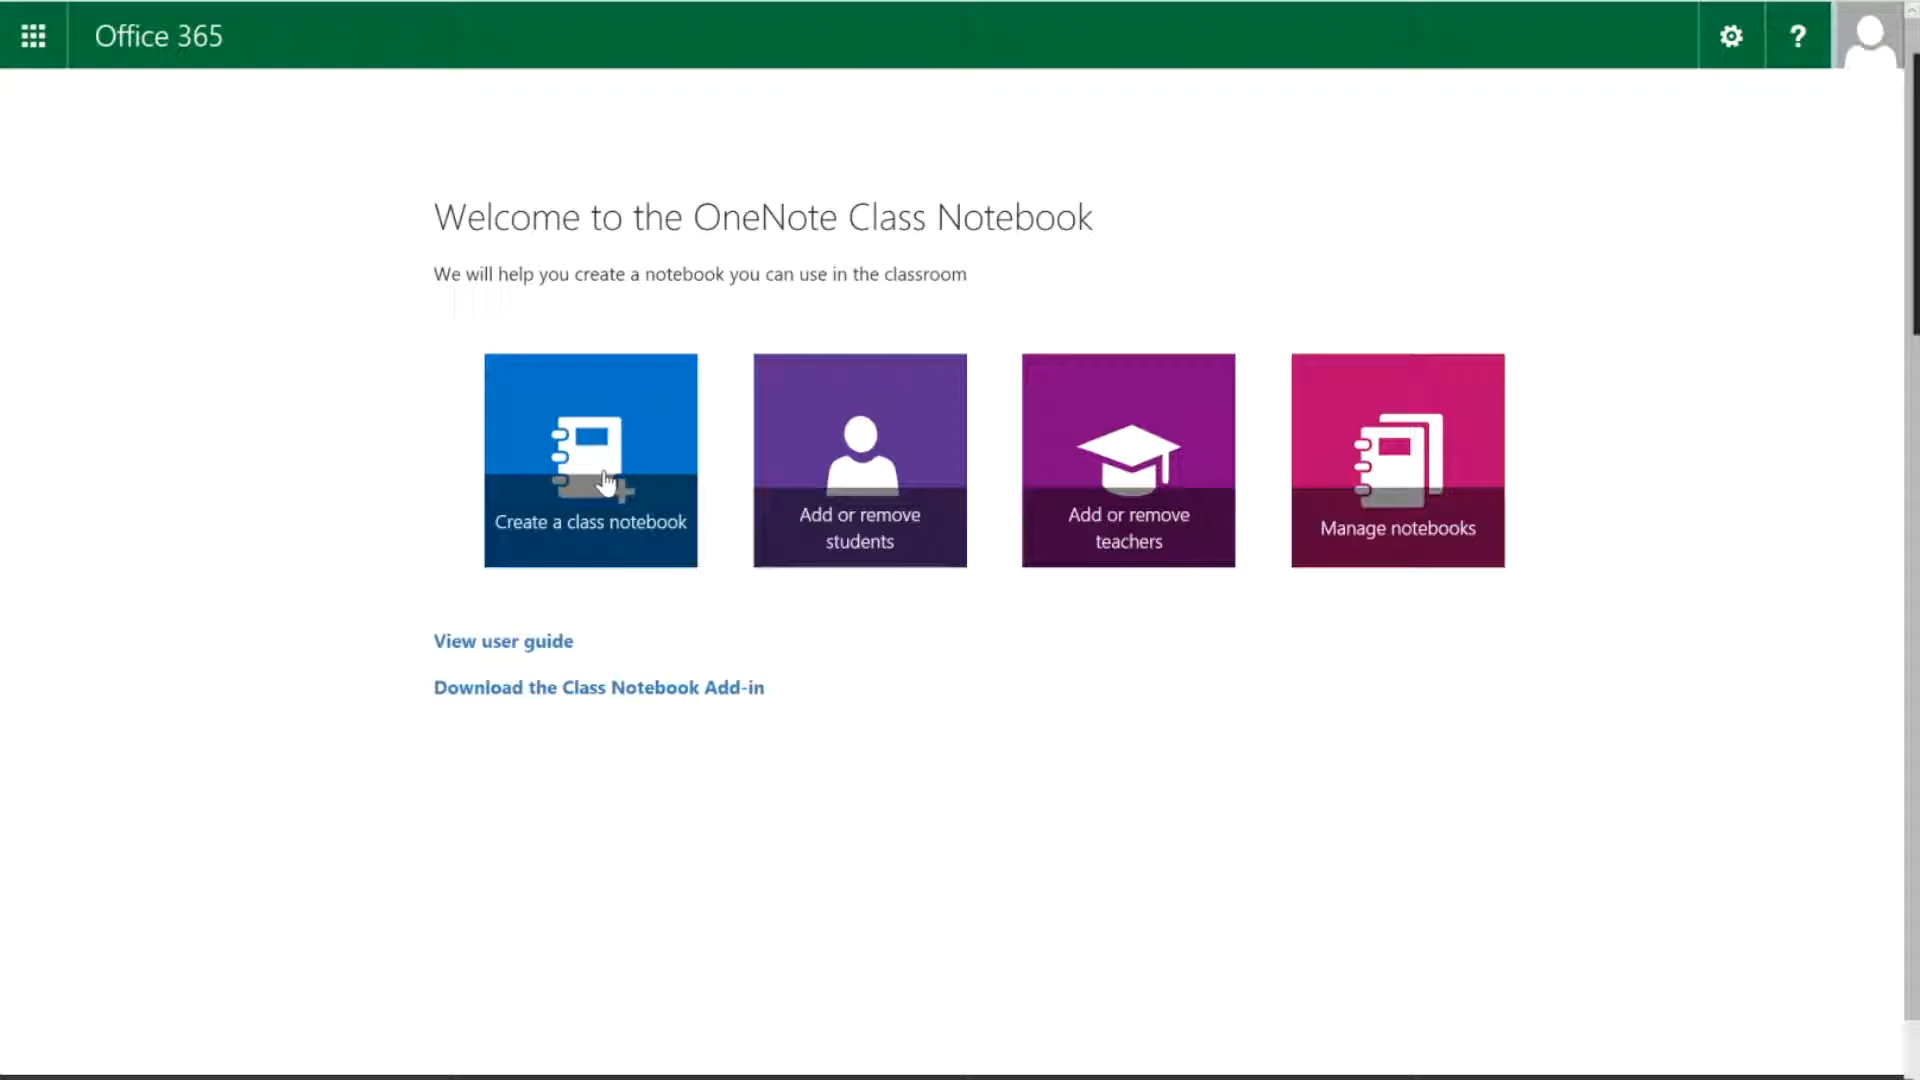 Office 365
?
Welcome to the OneNote Class Notebook
We will help you create a notebook you can use in the classroom
Create a class notebook
Add or remove
students
Add or remove
teachers
Manage notebooks
View user guide
Download the Class Notebook Add-in